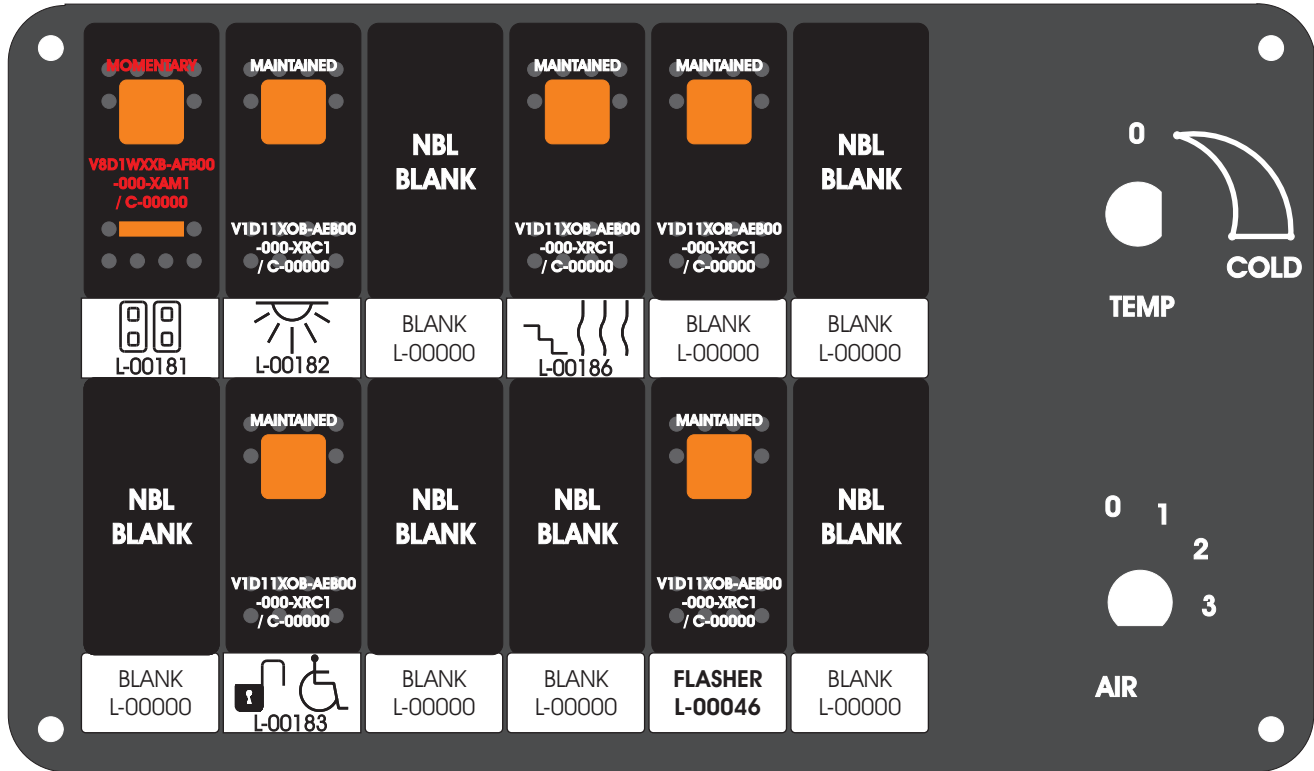 MOMENTARY
V8D1WXXB-AFB00
-000-XAM1
/ C-00000
L-00181
MAINTAINED
V1D11XOB-AEB00
-000-XRC1
/ C-00000
L-00182
NBL
BLANK
BLANK
L-00000
MAINTAINED
V1D11XOB-AEB00
-000-XRC1
/ C-00000
L-00186
MAINTAINED
V1D11XOB-AEB00
-000-XRC1
/ C-00000
BLANK
L-00000
NBL
BLANK
BLANK
L-00000
0
COLD
TEMP
NBL
BLANK
BLANK
L-00000
MAINTAINED
V1D11XOB-AEB00
-000-XRC1
/ C-00000
L-00183
NBL
BLANK
BLANK
L-00000
NBL
BLANK
BLANK
L-00000
MAINTAINED
V1D11XOB-AEB00
-000-XRC1
/ C-00000
FLASHER
L-00046
NBL
BLANK
BLANK
L-00000
0
1
2
3
AIR